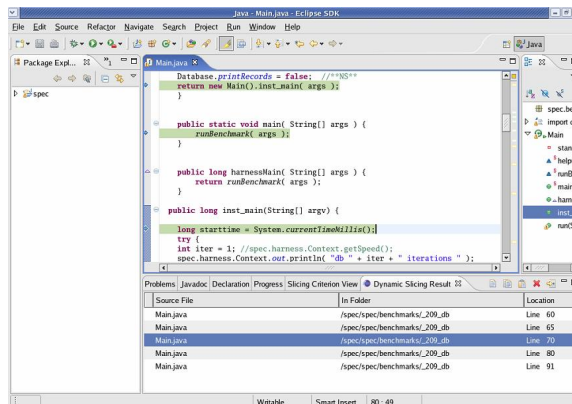 Java - Main.java - Eclipse SDK
File Edit Source Refactor Navigate Search Project Run Window Help
Java
Package Expl...
spec
Main.java
Database.printRecords = false; //**NS**
return new Main().inst_main( args );
}
public static void main( String[] args ) {
runBenchmark( args );
}
public long harnessMain( String[] args ) {
return runBenchmark( args );
}
public long inst_main(String[] argv) {
long starttime = System.currentTimeMillis();
try {
int iter = 1; //spec.harness.Context.getSpeed();
spec.harness.Context.out.println( "db " + iter + " iterations " );
spec.be
import c
Main
stan
help
runB
main
harn
inst_
run(S
Problems Javadoc Declaration Progress Slicing Criterion View Dynamic Slicing Result
Source File In Folder Location
Main.java /spec/spec/benchmarks/_209_db Line 60
Main.java /spec/spec/benchmarks/_209_db Line 65
Main.java /spec/spec/benchmarks/_209_db Line 70
Main.java /spec/spec/benchmarks/_209_db Line 80
Main.java /spec/spec/benchmarks/_209_db Line 91
Writable Smart Insert 80 : 49